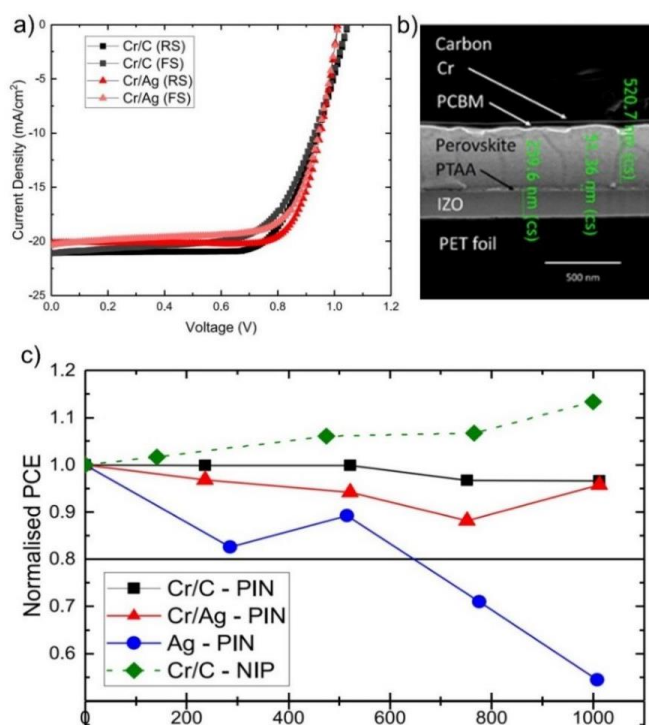 a)
Cr/C (RS)
Cr/C (FS)
Cr/Ag (RS)
Cr/Ag (FS)
0
-5
-10
-15
-20
-25
Current Density (mA/cm²)
0.0 0.2 0.4 0.6 0.8 1.0 1.2
Voltage (V)
b)
Carbon
Cr
PCBM
Perovskite
PTAA
IZO
PET foil
520.7 nm (cs)
239.6 nm (cs)
36 nm (cs)
500 nm
c)
1.2
1.1
1.0
0.9
0.8
0.7
0.6
Normalised PCE
Cr/C - PIN
Cr/Ag - PIN
Ag - PIN
Cr/C - NIP
0 200 400 600 800 1000